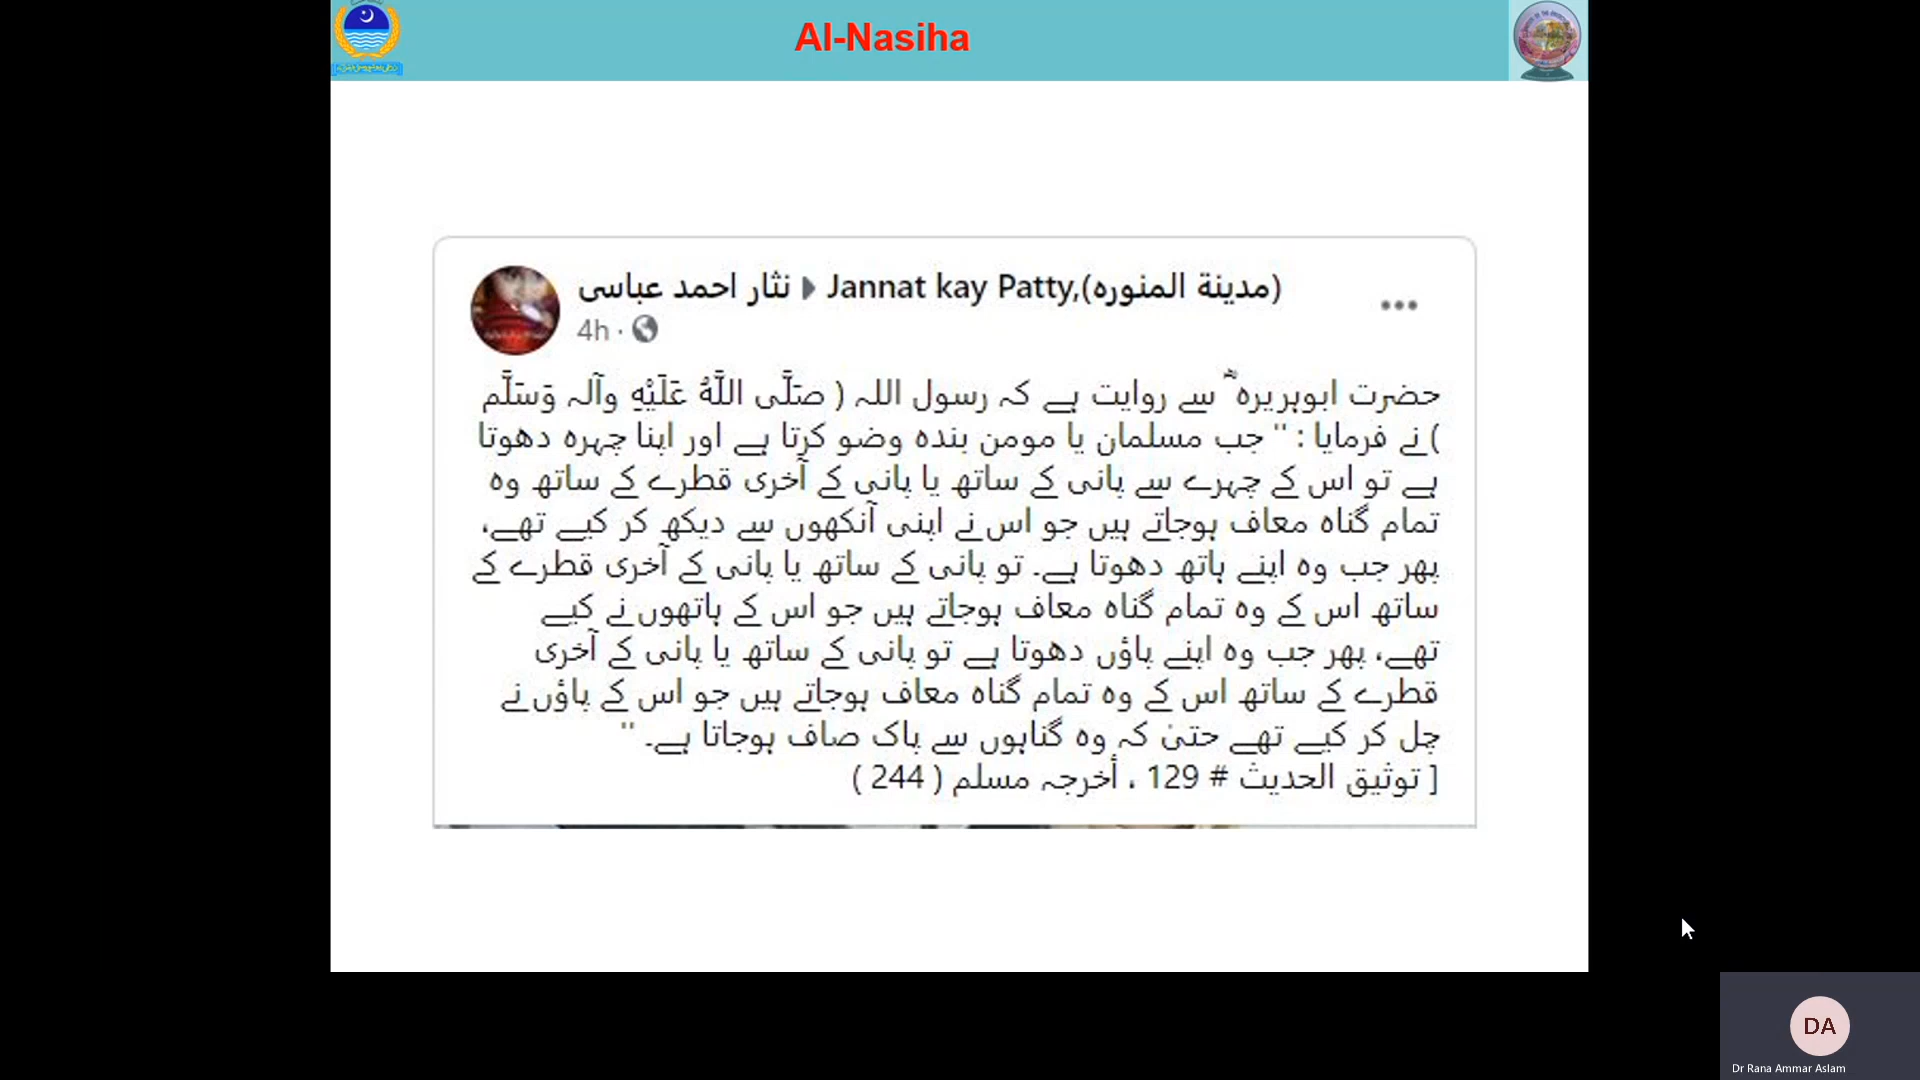 Al-Nasiha
نثار احمد عباسی ▸ Jannat kay Patty,(مدینة المنوره)
4h ·
حضرت ابوہریرہ ؓ سے روایت ہے کہ رسول اللہ ( صَلَّى اللَّهُ عَلَيْهِ وآلہ وَسَلَّم
) نے فرمایا : '' جب مسلمان یا مومن بندہ وضو کرتا ہے اور اپنا چہرہ دھوتا
ہے تو اس کے چہرے سے پانی کے ساتھ یا پانی کے آخری قطرے کے ساتھ وہ
تمام گناہ معاف ہوجاتے ہیں جو اس نے اپنی آنکھوں سے دیکھ کر کیے تھے،
پھر جب وہ اپنے ہاتھ دھوتا ہے۔ تو پانی کے ساتھ یا پانی کے آخری قطرے کے
ساتھ اس کے وہ تمام گناہ معاف ہوجاتے ہیں جو اس کے ہاتھوں نے کیے
تھے، پھر جب وہ اپنے پاؤں دھوتا ہے تو پانی کے ساتھ یا پانی کے آخری
قطرے کے ساتھ اس کے وہ تمام گناہ معاف ہوجاتے ہیں جو اس کے پاؤں نے
چل کر کیے تھے حتیٰ کہ وہ گناہوں سے پاک صاف ہوجاتا ہے۔ ''
[ توثیق الحدیث # 129 ، أخرجہ مسلم ( 244 )
DA
Dr Rana Ammar Aslam